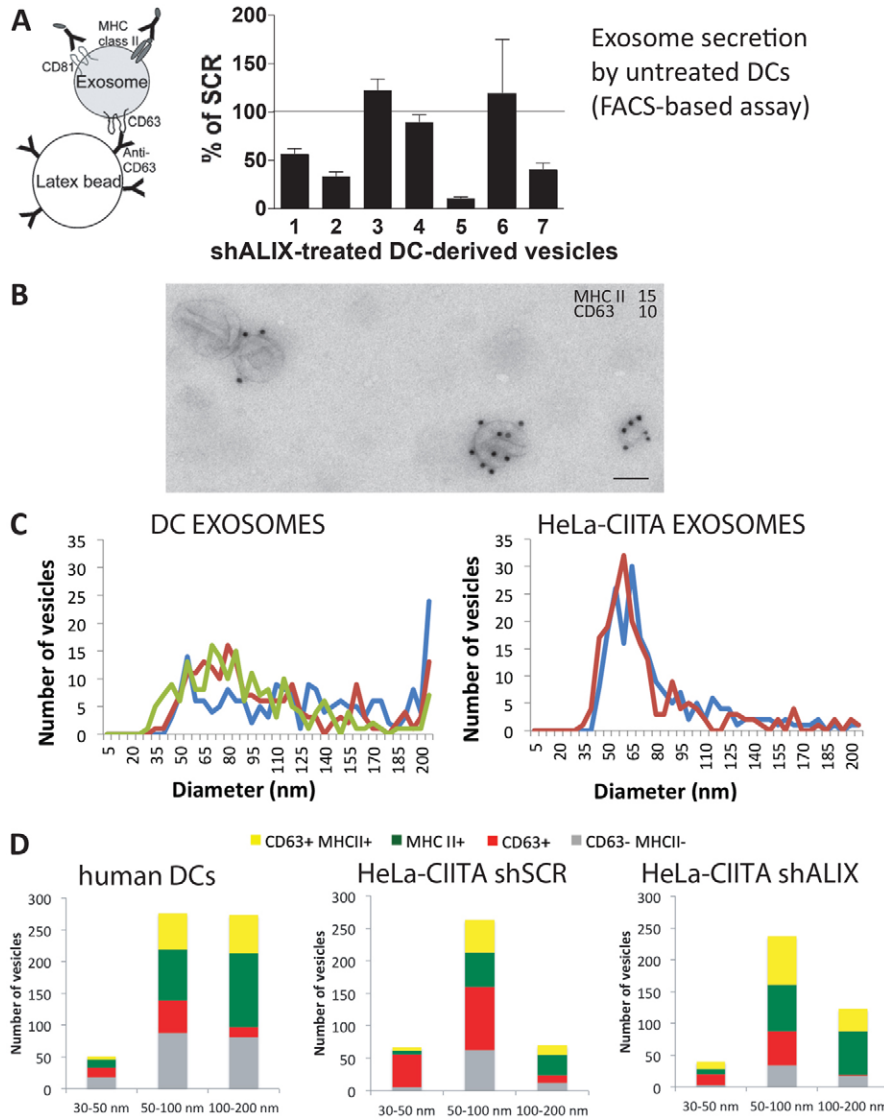 A
MHC
class II
CD81
Exosome
CD63
Anti-
CD63
Latex bead
% of SCR
200
150
100
50
0
1 2 3 4 5 6 7
shALIX-treated DC-derived vesicles
Exosome secretion
by untreated DCs
(FACS-based assay)
B
MHC II 15
CD63 10
C
DC EXOSOMES
Number of vesicles
35
30
25
20
15
10
5
0
5 20 35 50 65 80 95 110 125 140 155 170 185 200
Diameter (nm)
HeLa-CIITA EXOSOMES
Number of vesicles
35
30
25
20
15
10
5
0
5 20 35 50 65 80 95 110 125 140 155 170 185 200
Diameter (nm)
D
CD63+ MHCII+ MHC II+ CD63+ CD63- MHCII-
human DCs
Number of vesicles
300
250
200
150
100
50
0
30-50 nm 50-100 nm 100-200 nm
HeLa-CIITA shSCR
Number of vesicles
300
250
200
150
100
50
0
30-50 nm 50-100 nm 100-200 nm
HeLa-CIITA shALIX
Number of vesicles
300
250
200
150
100
50
0
30-50 nm 50-100 nm 100-200 nm